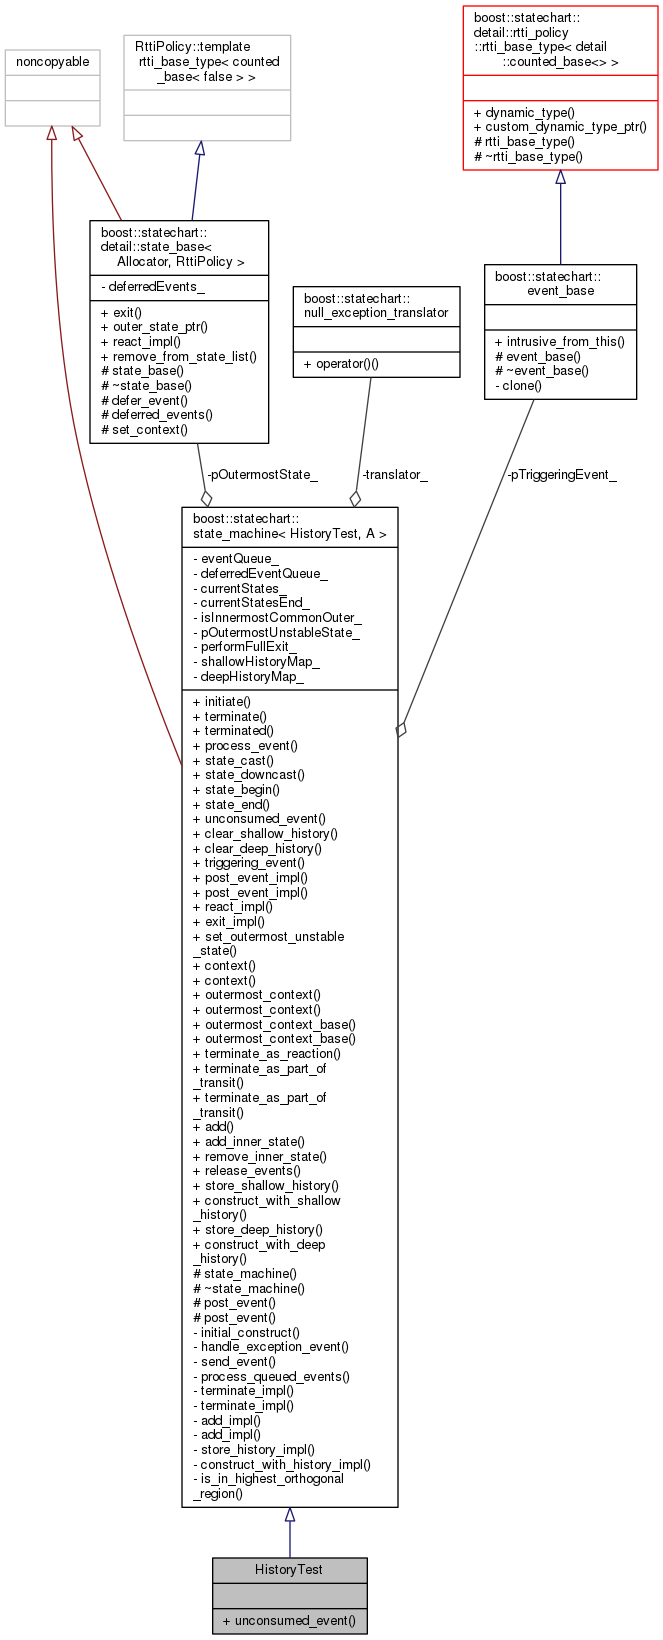 noncopyable
RttiPolicy::template
rtti_base_type< counted
_base< false > >
boost::statechart::
detail::rtti_policy
::rtti_base_type< detail
::counted_base<> >
+ dynamic_type()
+ custom_dynamic_type_ptr()
# rtti_base_type()
# ~rtti_base_type()
boost::statechart::
detail::state_base<
Allocator, RttiPolicy >
- deferredEvents_
+ exit()
+ outer_state_ptr()
+ react_impl()
+ remove_from_state_list()
# state_base()
# ~state_base()
# defer_event()
# deferred_events()
# set_context()
boost::statechart::
null_exception_translator
+ operator()()
boost::statechart::
event_base
+ intrusive_from_this()
# event_base()
# ~event_base()
- clone()
-pOutermostState_
-translator_
-pTriggeringEvent_
boost::statechart::
state_machine< HistoryTest, A >
- eventQueue_
- deferredEventQueue_
- currentStates_
- currentStatesEnd_
- isInnermostCommonOuter_
- pOutermostUnstableState_
- performFullExit_
- shallowHistoryMap_
- deepHistoryMap_
+ initiate()
+ terminate()
+ terminated()
+ process_event()
+ state_cast()
+ state_downcast()
+ state_begin()
+ state_end()
+ unconsumed_event()
+ clear_shallow_history()
+ clear_deep_history()
+ triggering_event()
+ post_event_impl()
+ post_event_impl()
+ react_impl()
+ exit_impl()
+ set_outermost_unstable
_state()
+ context()
+ context()
+ outermost_context()
+ outermost_context()
+ outermost_context_base()
+ outermost_context_base()
+ terminate_as_reaction()
+ terminate_as_part_of
_transit()
+ terminate_as_part_of
_transit()
+ add()
+ add_inner_state()
+ remove_inner_state()
+ release_events()
+ store_shallow_history()
+ construct_with_shallow
_history()
+ store_deep_history()
+ construct_with_deep
_history()
# state_machine()
# ~state_machine()
# post_event()
# post_event()
- initial_construct()
- handle_exception_event()
- send_event()
- process_queued_events()
- terminate_impl()
- terminate_impl()
- add_impl()
- add_impl()
- store_history_impl()
- construct_with_history_impl()
- is_in_highest_orthogonal
_region()
HistoryTest
+ unconsumed_event()